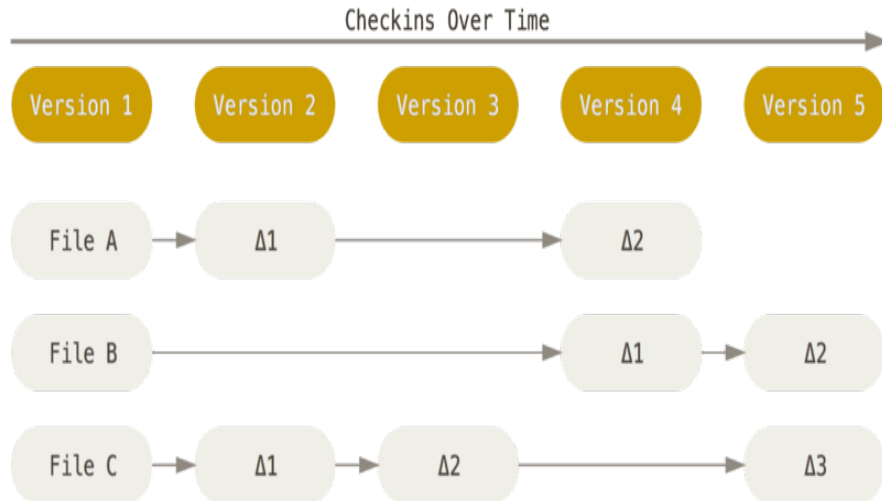 Checkins Over Time
Version 1 Version 2 Version 3 Version 4 Version 5
File A Δ1 Δ2
File B Δ1 Δ2
File C Δ1 Δ2 Δ3